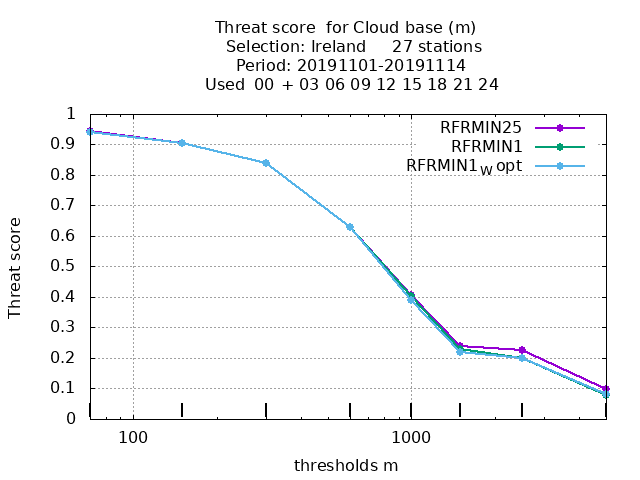 Threat score for Cloud base (m)
Selection: Ireland 27 stations
Period: 20191101-20191114
Used 00 + 03 06 09 12 15 18 21 24
RFRMIN25
RFRMIN1
RFRMIN1W opt
Threat score
1
0.9
0.8
0.7
0.6
0.5
0.4
0.3
0.2
0.1
0
100 1000
thresholds m